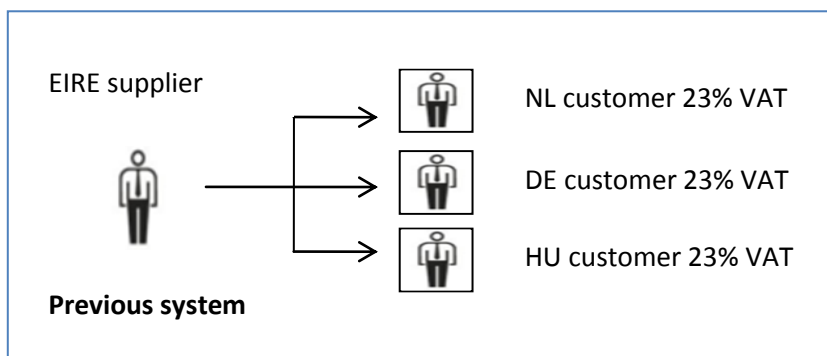 EIRE supplier
NL customer 23% VAT
DE customer 23% VAT
HU customer 23% VAT
Previous system